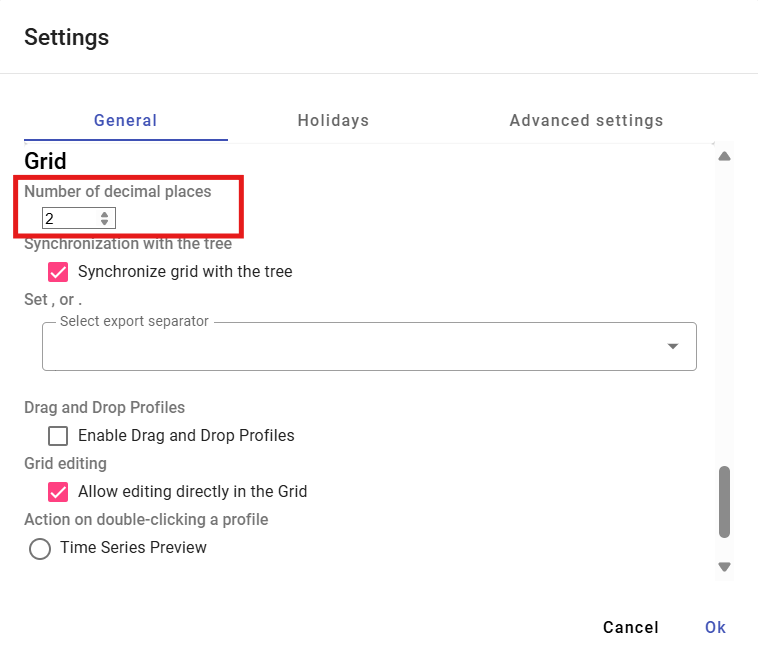 Settings
General Holidays Advanced settings
Grid
Number of decimal places
2
Synchronization with the tree
Synchronize grid with the tree
Set , or .
Select export separator
Drag and Drop Profiles
Enable Drag and Drop Profiles
Grid editing
Allow editing directly in the Grid
Action on double-clicking a profile
Time Series Preview
Cancel Ok